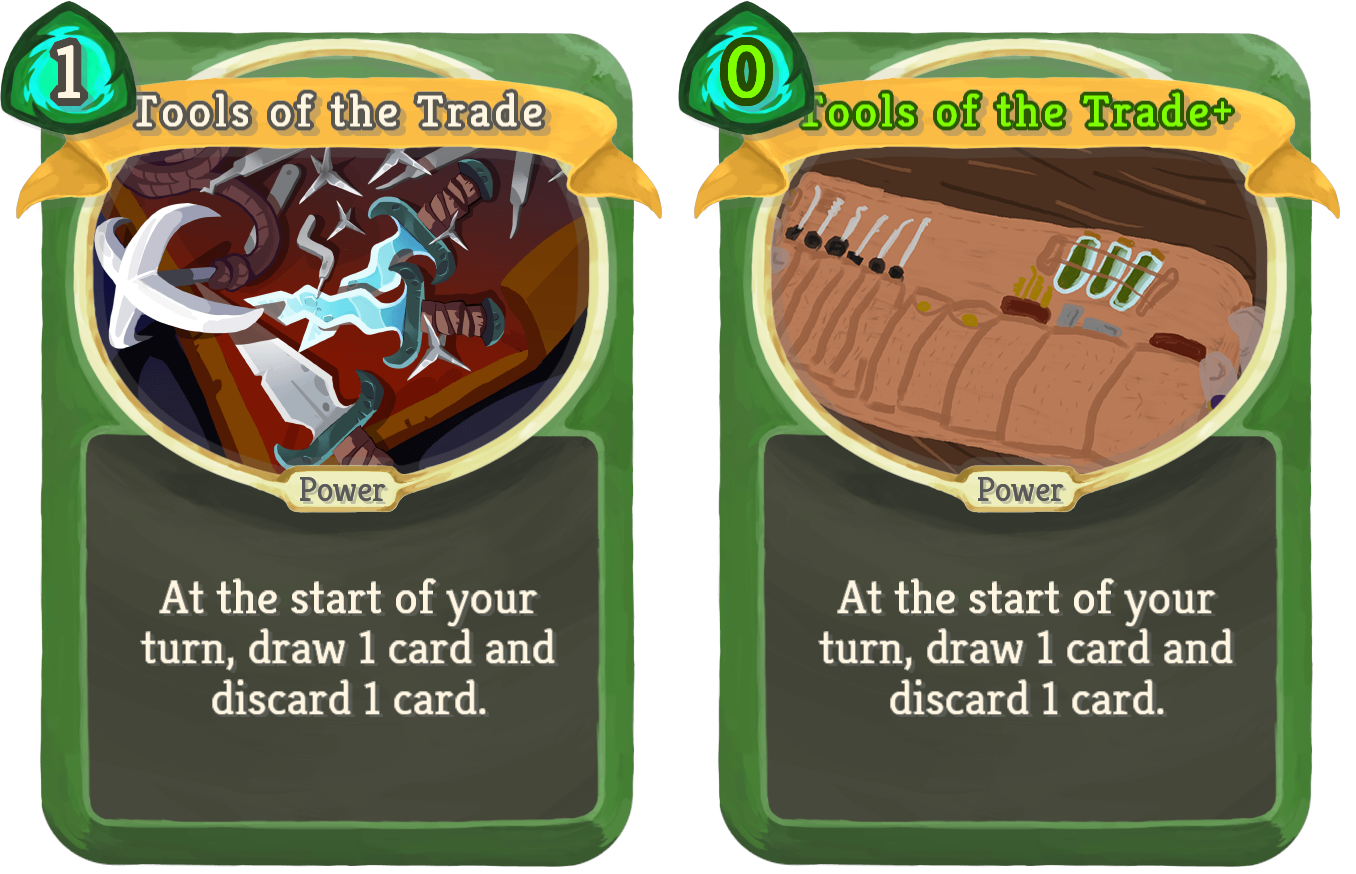 1
Tools of the Trade
Power
At the start of your
turn, draw 1 card and
discard 1 card.
0
Tools of the Trade+
Power
At the start of your
turn, draw 1 card and
discard 1 card.